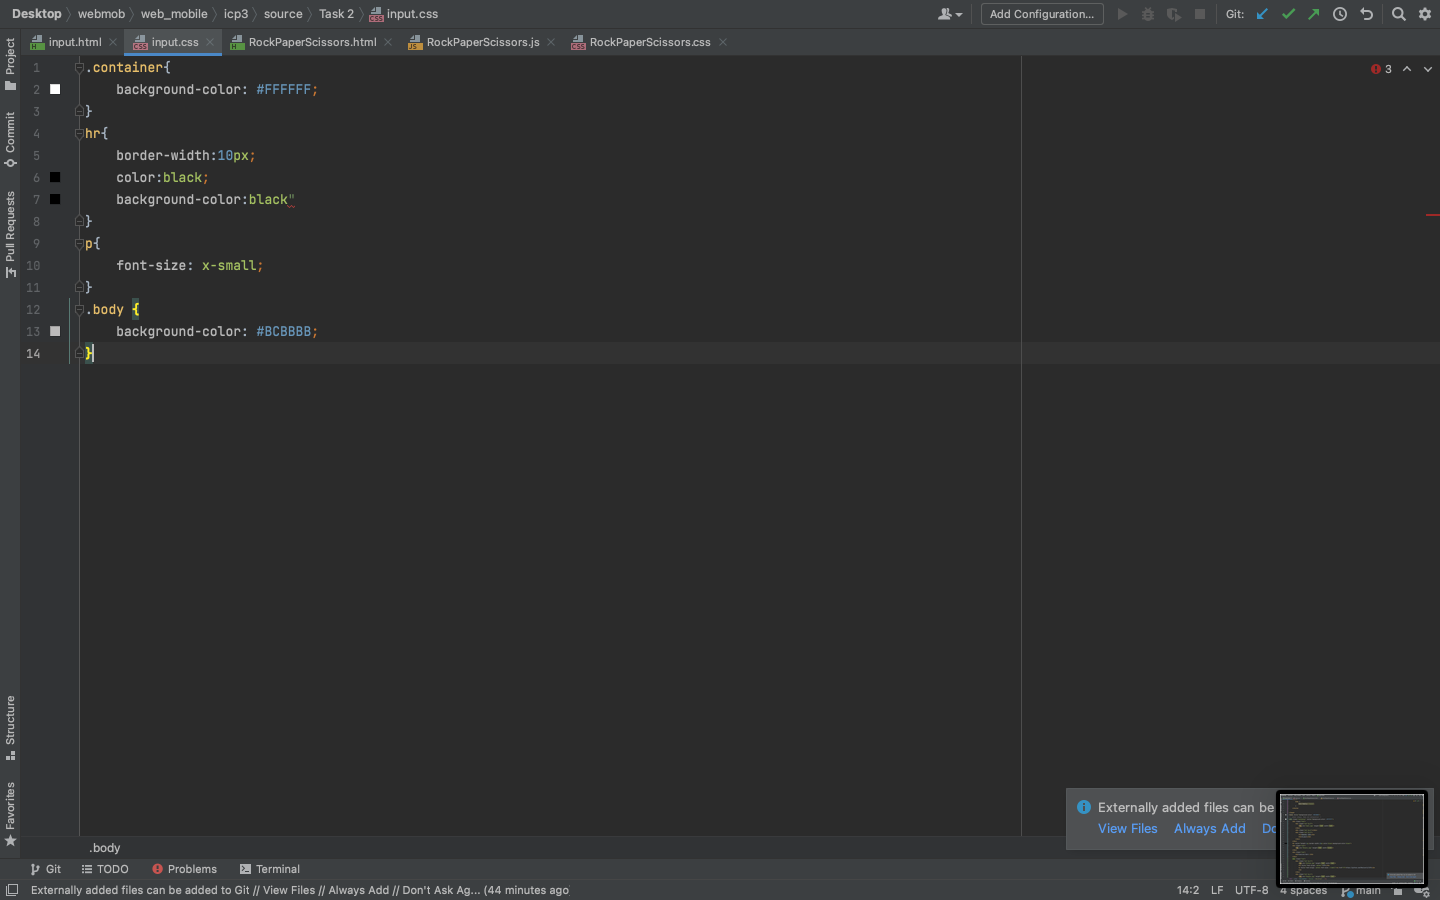 Desktop webmob web_mobile icp3 source Task 2 input.css Add Configuration... Git:
input.html input.css RockPaperScissors.html RockPaperScissors.js RockPaperScissors.css
Project
Commit
Pull Requests
Structure
Favorites
3
1 .container{
2 background-color: #FFFFFF;
3 }
4 hr{
5 border-width:10px;
6 color:black;
7 background-color:black"
8 }
9 p{
10 font-size: x-small;
11 }
12 .body {
13 background-color: #BCBBBB;
14 }
Externally added files can be
View Files Always Add Do
.body
Git TODO Problems Terminal
Externally added files can be added to Git // View Files // Always Add // Don't Ask Ag... (44 minutes ago) 14:2 LF UTF-8 4 spaces main